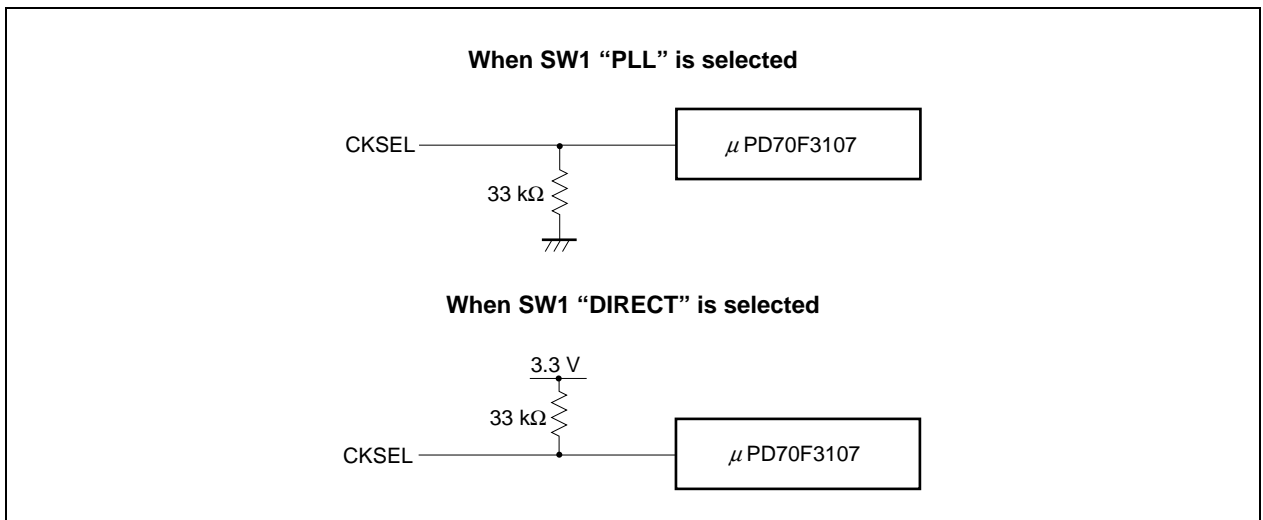 When SW1 “PLL” is selected
CKSEL
μPD70F3107
33 kΩ
When SW1 “DIRECT” is selected
3.3 V
33 kΩ
CKSEL
μPD70F3107